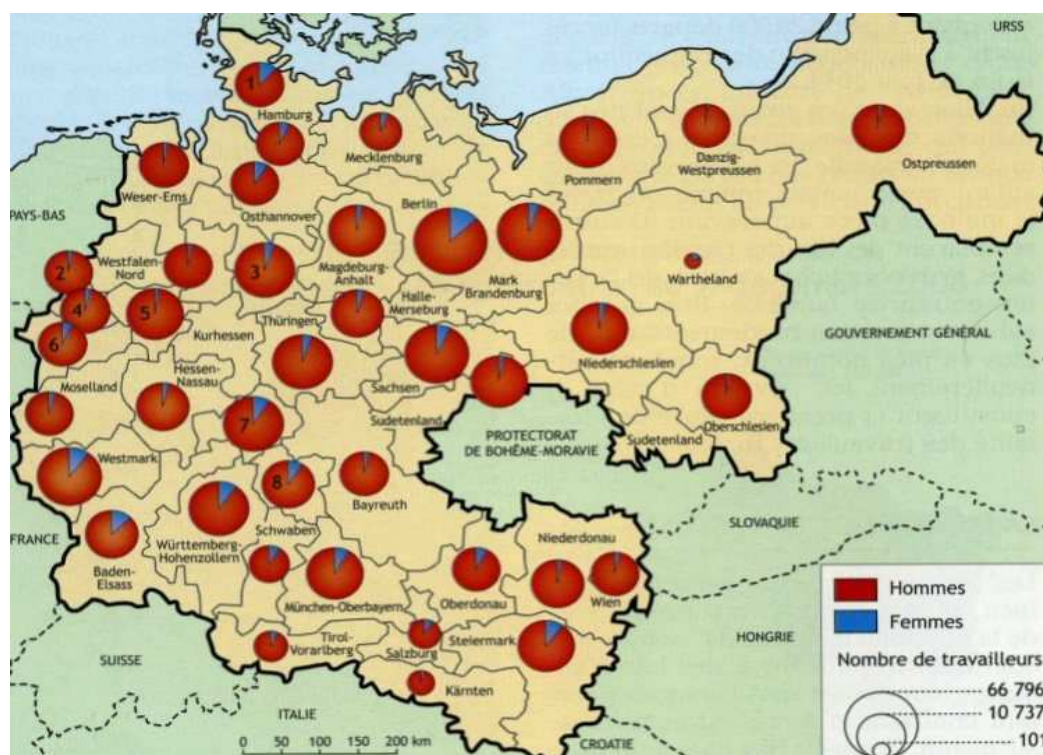 URSS
1
Hamburg
Mecklenburg
Pommern
Danzig-
Westpreussen
Ostpreussen
Weser-Ems
Osthannover
Berlin
PAYS-BAS
Westfalen-
Nord
2
3
Magdeburg-
Anhalt
Mark
Brandenburg
Wartheland
4
5
6
Kurhessen
Thüringen
Halle-
Merseburg
Niederschlesien
GOUVERNEMENT GÉNÉRAL
Hessen-
Nassau
Moselland
Sachsen
Sudetenland
Oberschlesien
Sudetenland
7
PROTECTORAT
DE BOHÊME-MORAVIE
Westmark
8
Bayreuth
SLOVAQUIE
FRANCE
Baden-
Elsass
Württemberg-
Hohenzollern
Schwaben
Niederdonau
Wien
München-Oberbayern
Oberdonau
Hommes
Femmes
Tirol-
Vorarlberg
Salzburg
Steiermark
HONGRIE
SUISSE
Kärnten
Nombre de travailleurs
66 796
10 737
101
ITALIE
CROATIE
0 50 100 150 200 km